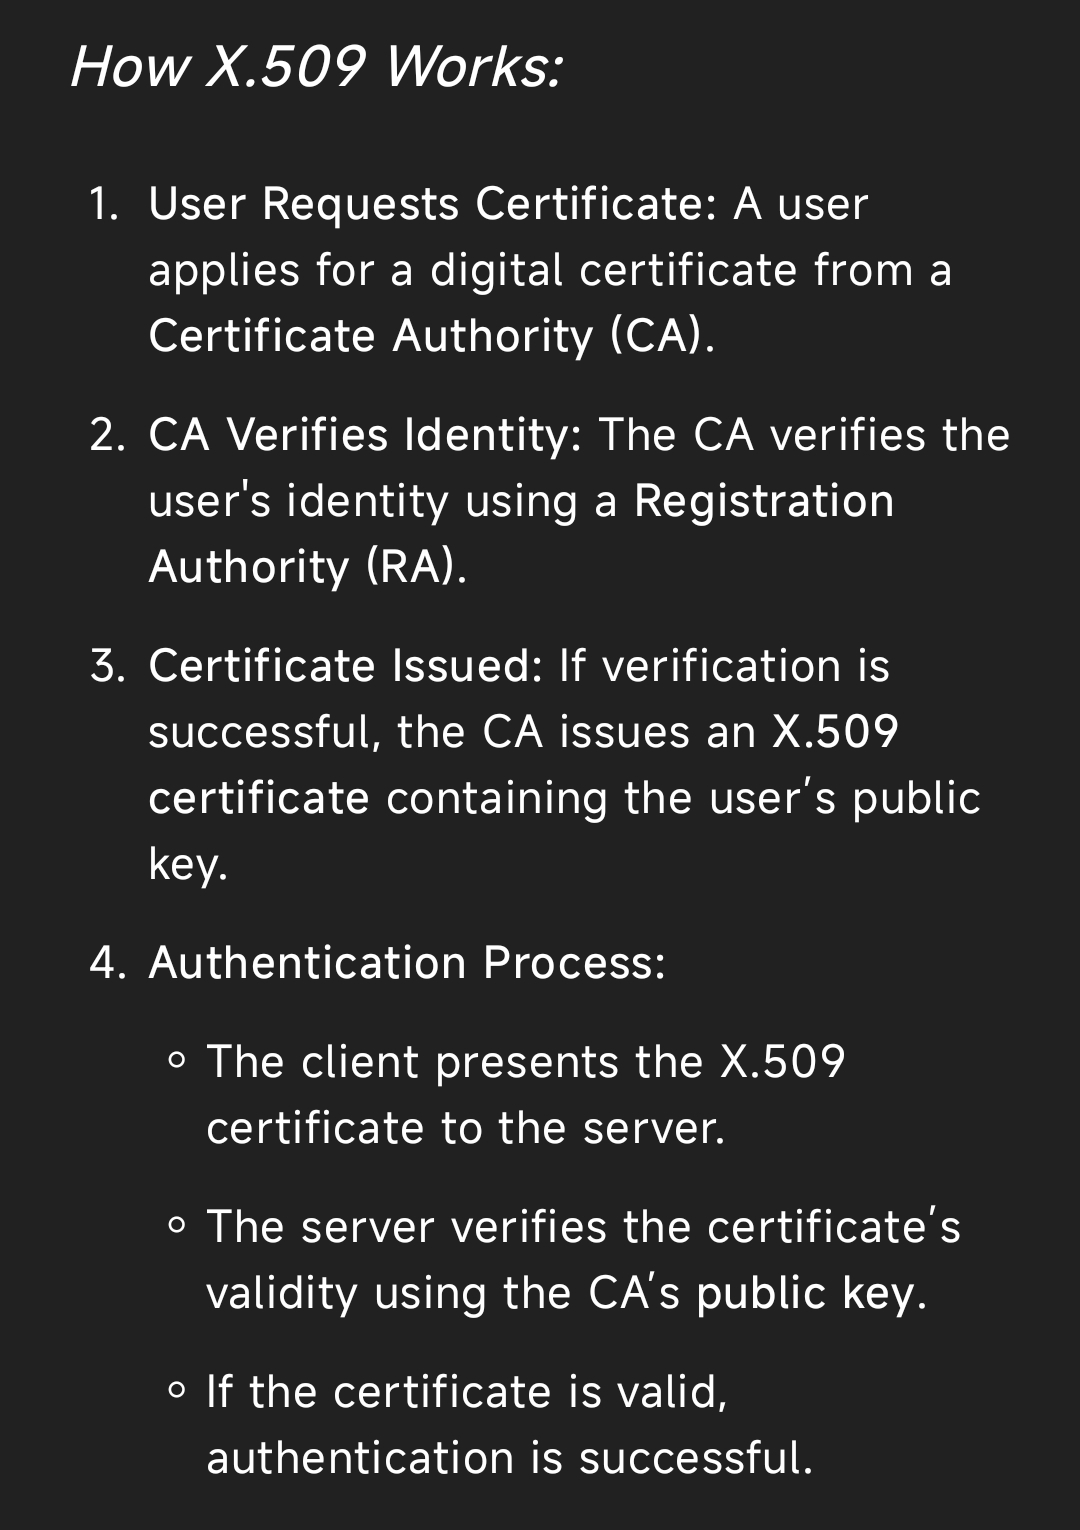 How X.509 Works:
1. User Requests Certificate: A user
applies for a digital certificate from a
Certificate Authority (CA).
2. CA Verifies Identity: The CA verifies the
user's identity using a Registration
Authority (RA).
3. Certificate Issued: If verification is
successful, the CA issues an X.509
certificate containing the user’s public
key.
4. Authentication Process:
○ The client presents the X.509
certificate to the server.
○ The server verifies the certificate’s
validity using the CA’s public key.
○ If the certificate is valid,
authentication is successful.